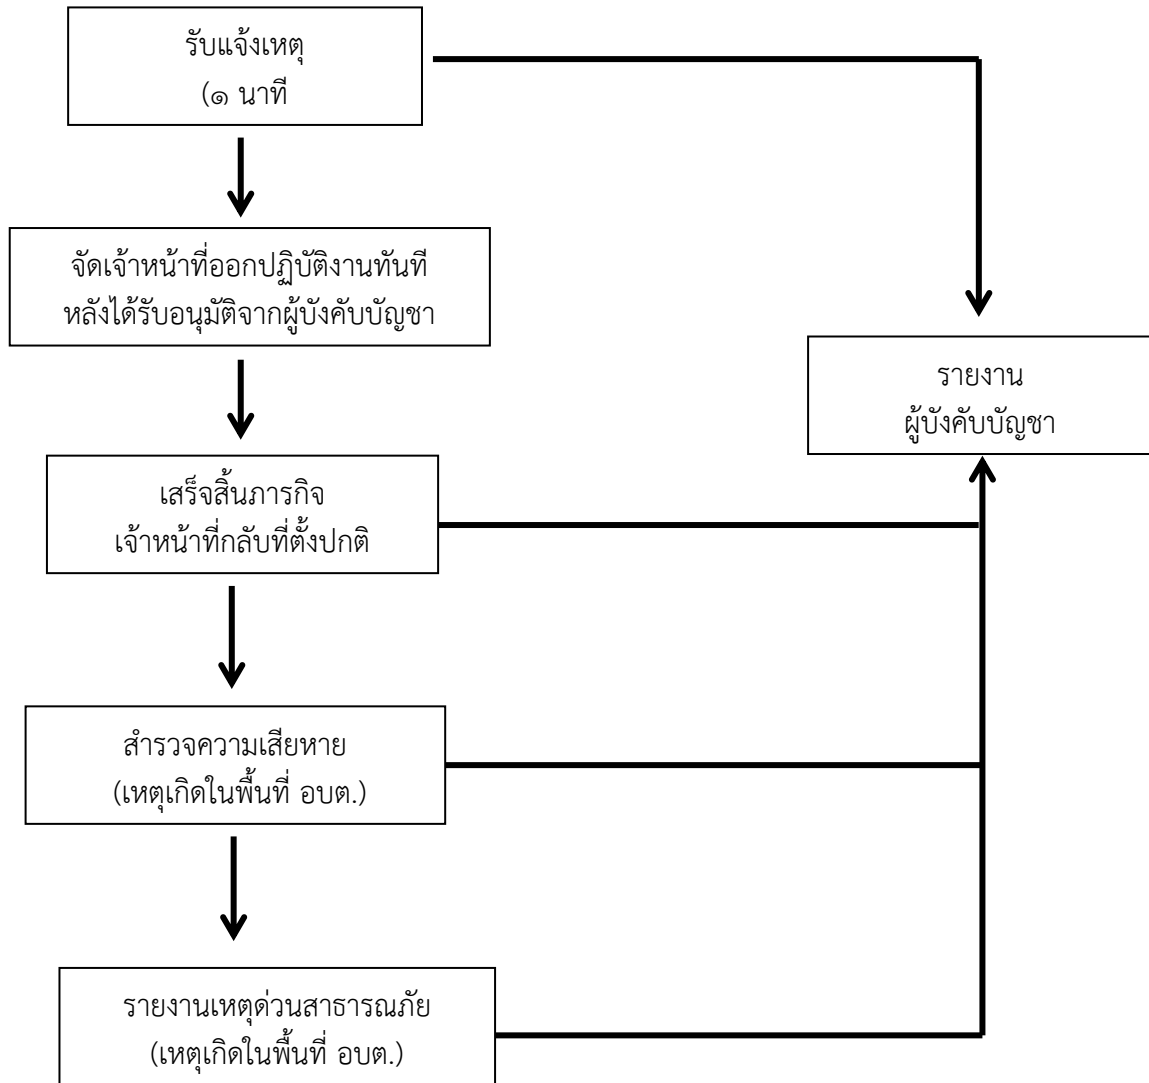 รับแจ้งเหตุ
(๑ นาที
จัดเจ้าหน้าที่ออกปฏิบัติงานทันที
หลังได้รับอนุมัติจากผู้บังคับบัญชา
รายงาน
ผู้บังคับบัญชา
เสร็จสิ้นภารกิจ
เจ้าหน้าที่กลับที่ตั้งปกติ
สำรวจความเสียหาย
(เหตุเกิดในพื้นที่ อบต.)
รายงานเหตุด่วนสาธารณภัย
(เหตุเกิดในพื้นที่ อบต.)